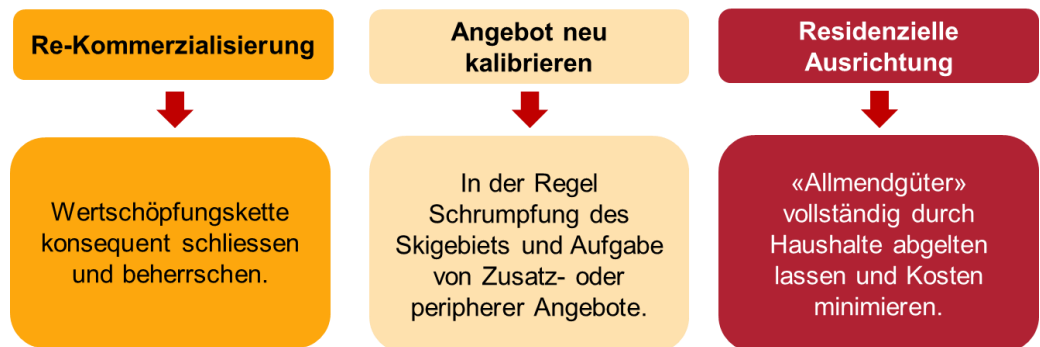 Re-Kommerzialisierung
Angebot neu
kalibrieren
Residenzielle
Ausrichtung
Wertschöpfungskette
konsequent schliessen
und beherrschen.
In der Regel
Schrumpfung des
Skigebiets und Aufgabe
von Zusatz- oder
peripherer Angebote.
«Allmendgüter»
vollständig durch
Haushalte abgelten
lassen und Kosten
minimieren.